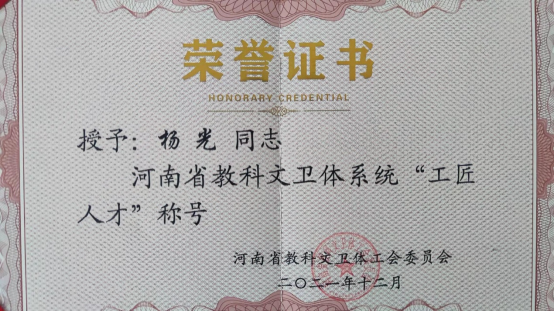 荣誉证书
HONORARY CREDENTIAL
授予：杨光 同志
河南省教科文卫体系统“工匠
人才”称号
河南省教科文卫体工会委员会
二〇二一年十二月